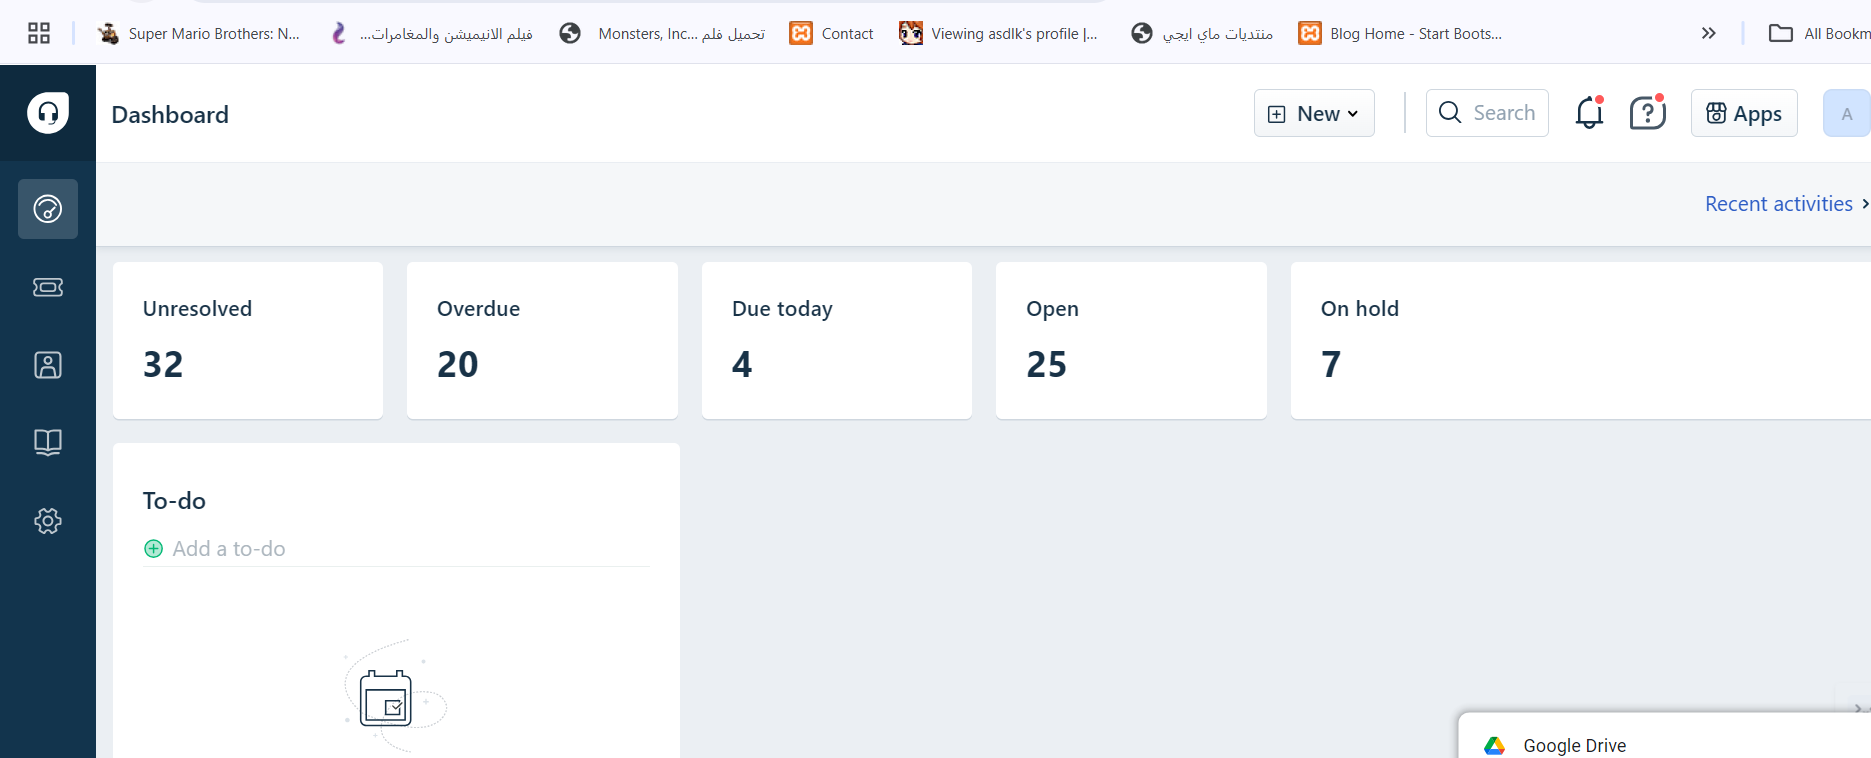 Super Mario Brothers: N...
فيلم الانيميشن والمغامرات...
تحميل فلم ...Monsters, Inc
Contact
Viewing asdlk's profile |...
منتديات ماي ايجي
Blog Home - Start Boots...
All Bookm
Dashboard
New
Search
Apps
A
Recent activities
Unresolved
Overdue
Due today
Open
On hold
32
20
4
25
7
To-do
Add a to-do
Google Drive